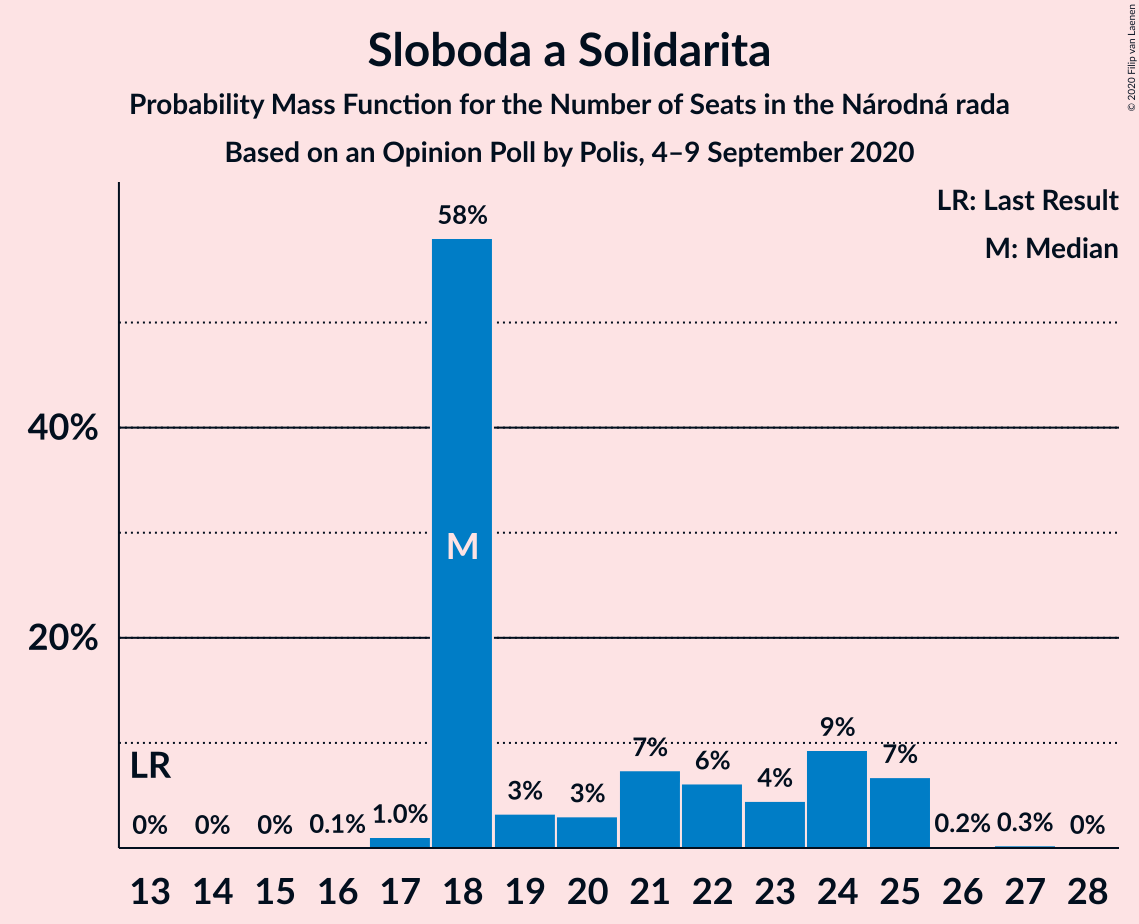 Sloboda a Solidarita
Probability Mass Function for the Number of Seats in the Národná rada
Based on an Opinion Poll by Polis, 4–9 September 2020
© 2020 Filip van Laenen
LR: Last Result
M: Median
40%
20%
58%
M
LR
0%
0%
0%
0.1%
1.0%
3%
3%
7%
6%
4%
9%
7%
0.2%
0.3%
0%
13 14 15 16 17 18 19 20 21 22 23 24 25 26 27 28